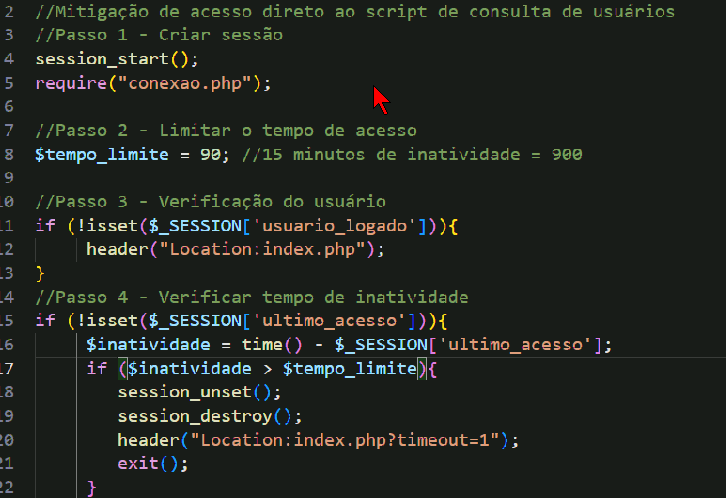 2 //Mitigação de acesso direto ao script de consulta de usuários
3 //Passo 1 - Criar sessão
4 session_start();
5 require("conexao.php");
6
7 //Passo 2 - Limitar o tempo de acesso
8 $tempo_limite = 90; //15 minutos de inatividade = 900
9
10 //Passo 3 - Verificação do usuário
11 if (!isset($_SESSION['usuario_logado'])){
12 header("Location:index.php");
13 }
14 //Passo 4 - Verificar tempo de inatividade
15 if (!isset($_SESSION['ultimo_acesso'])){
16 $inatividade = time() - $_SESSION['ultimo_acesso'];
17 if ($inatividade > $tempo_limite){
18 session_unset();
19 session_destroy();
20 header("Location:index.php?timeout=1");
21 exit();
22 }